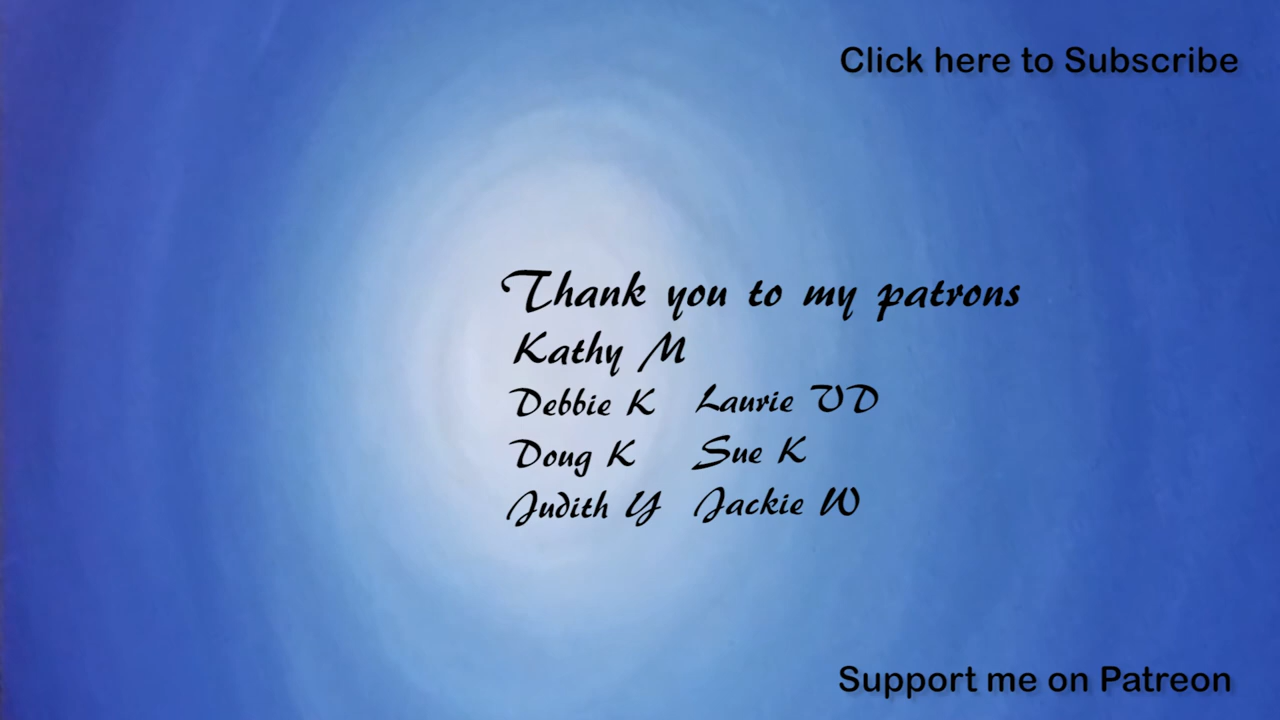 Click here to Subscribe
Thank you to my patrons
Kathy M
Debbie K Laurie VD
Doug K Sue K
Judith Y Jackie W
Support me on Patreon